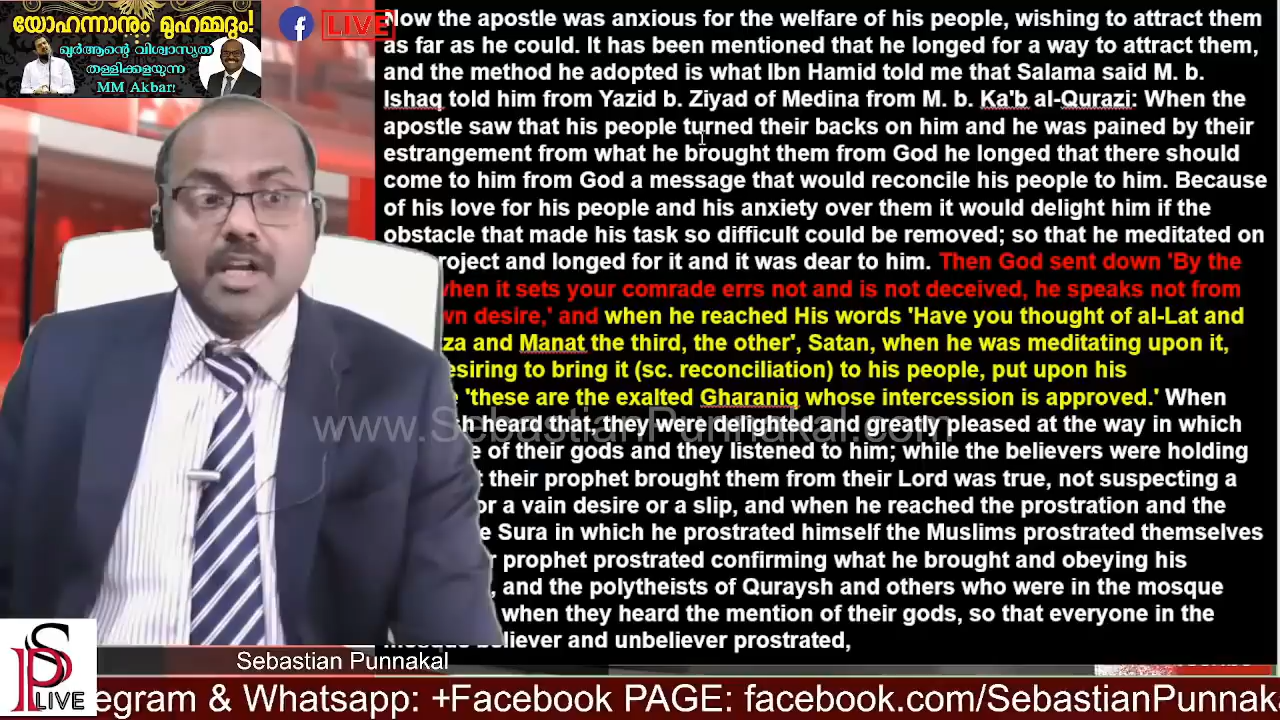 യോഹന്നാനും മുഹമ്മദും!
ഖുർആന്റെ വിശ്വാസ്യത
തള്ളിക്കളയുന്ന
MM Akbar!
LIVE
Now the apostle was anxious for the welfare of his people, wishing to attract them
as far as he could. It has been mentioned that he longed for a way to attract them,
and the method he adopted is what Ibn Hamid told me that Salama said M. b.
Ishaq told him from Yazid b. Ziyad of Medina from M. b. Ka'b al-Qurazi: When the
apostle saw that his people turned their backs on him and he was pained by their
estrangement from what he brought them from God he longed that there should
come to him from God a message that would reconcile his people to him. Because
of his love for his people and his anxiety over them it would delight him if the
obstacle that made his task so difficult could be removed; so that he meditated on
roject and longed for it and it was dear to him. Then God sent down 'By the
hen it sets your comrade errs not and is not deceived, he speaks not from
wn desire,' and when he reached His words 'Have you thought of al-Lat and
za and Manat the third, the other', Satan, when he was meditating upon it,
esiring to bring it (sc. reconciliation) to his people, put upon his
'these are the exalted Gharaniq whose intercession is approved.' When
h heard that, they were delighted and greatly pleased at the way in which
www.SebastianPunnakal.com
e of their gods and they listened to him; while the believers were holding
t their prophet brought them from their Lord was true, not suspecting a
or a vain desire or a slip, and when he reached the prostration and the
e Sura in which he prostrated himself the Muslims prostrated themselves
r prophet prostrated confirming what he brought and obeying his
, and the polytheists of Quraysh and others who were in the mosque
when they heard the mention of their gods, so that everyone in the
believer and unbeliever prostrated,
Sebastian Punnakal
SP LIVE
elegram & Whatsapp: +Facebook PAGE: facebook.com/SebastianPunnak